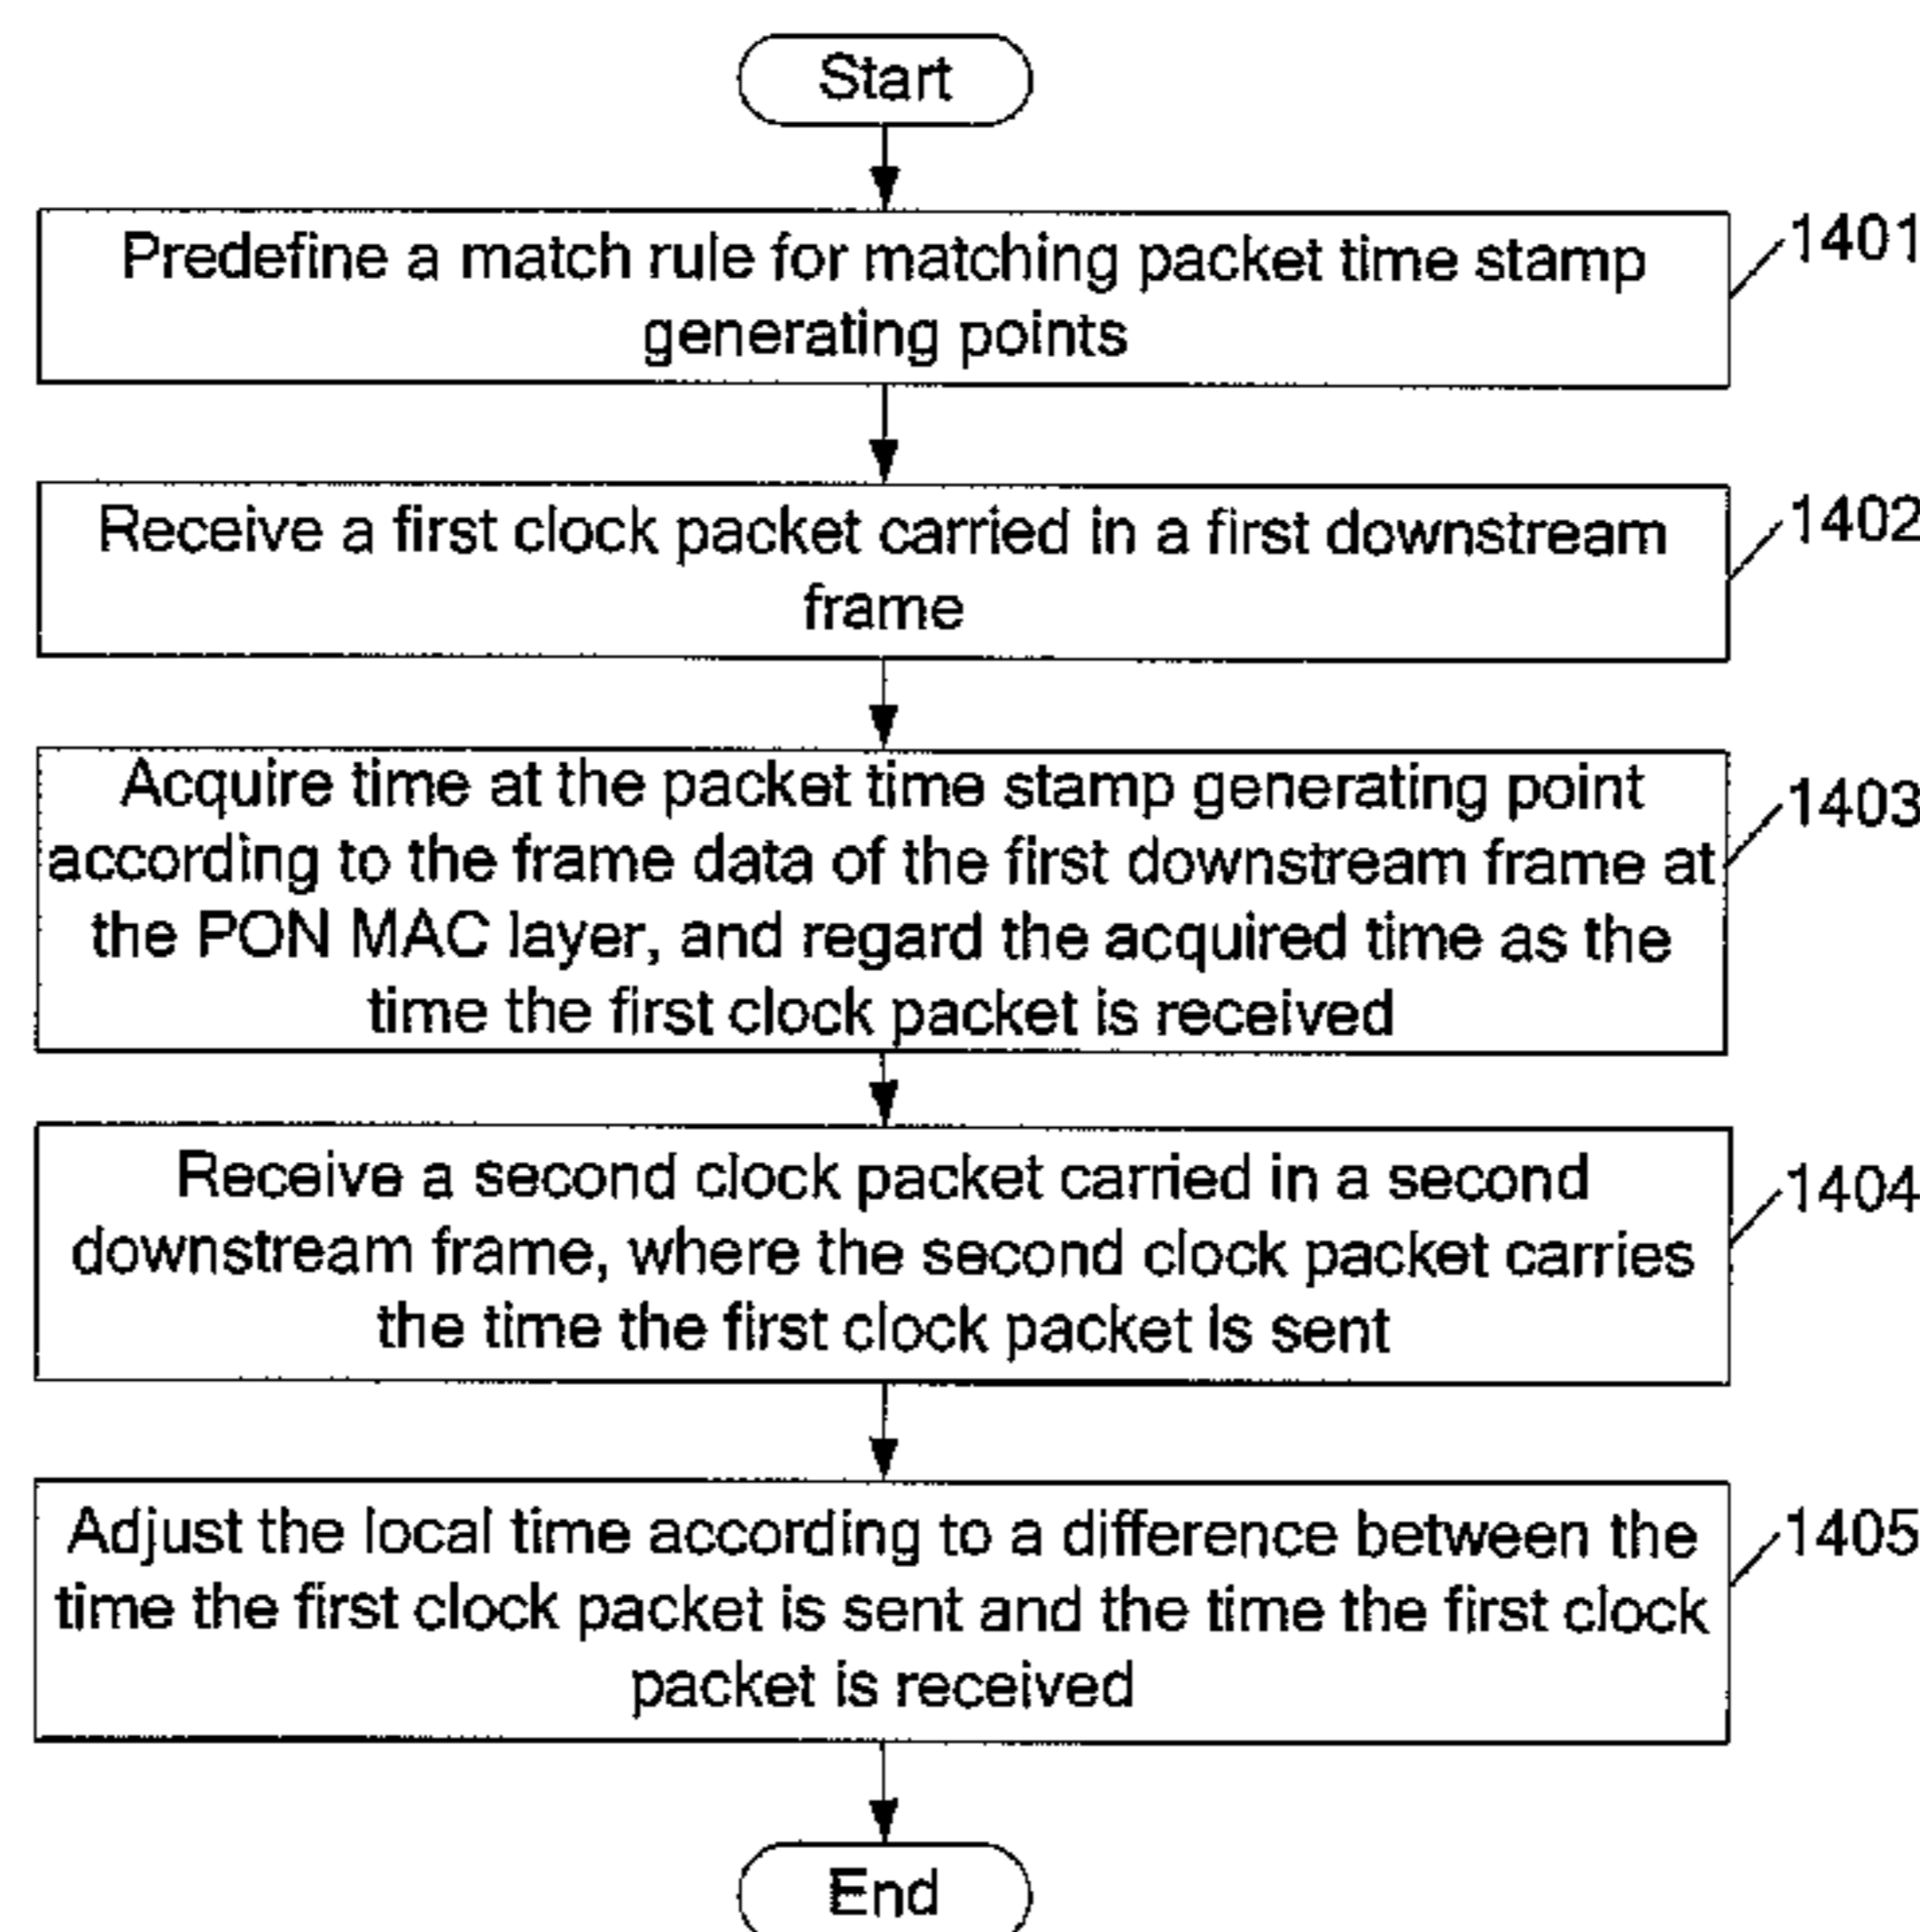 Start
Predefine a match rule for matching packet time stamp
generating points
1401
Receive a first clock packet carried in a first downstream
frame
1402
Acquire time at the packet time stamp generating point
according to the frame data of the first downstream frame at
the PON MAC layer, and regard the acquired time as the
time the first clock packet is received
1403
Receive a second clock packet carried in a second
downstream frame, where the second clock packet carries
the time the first clock packet is sent
1404
Adjust the local time according to a difference between the
time the first clock packet is sent and the time the first clock
packet is received
1405
End